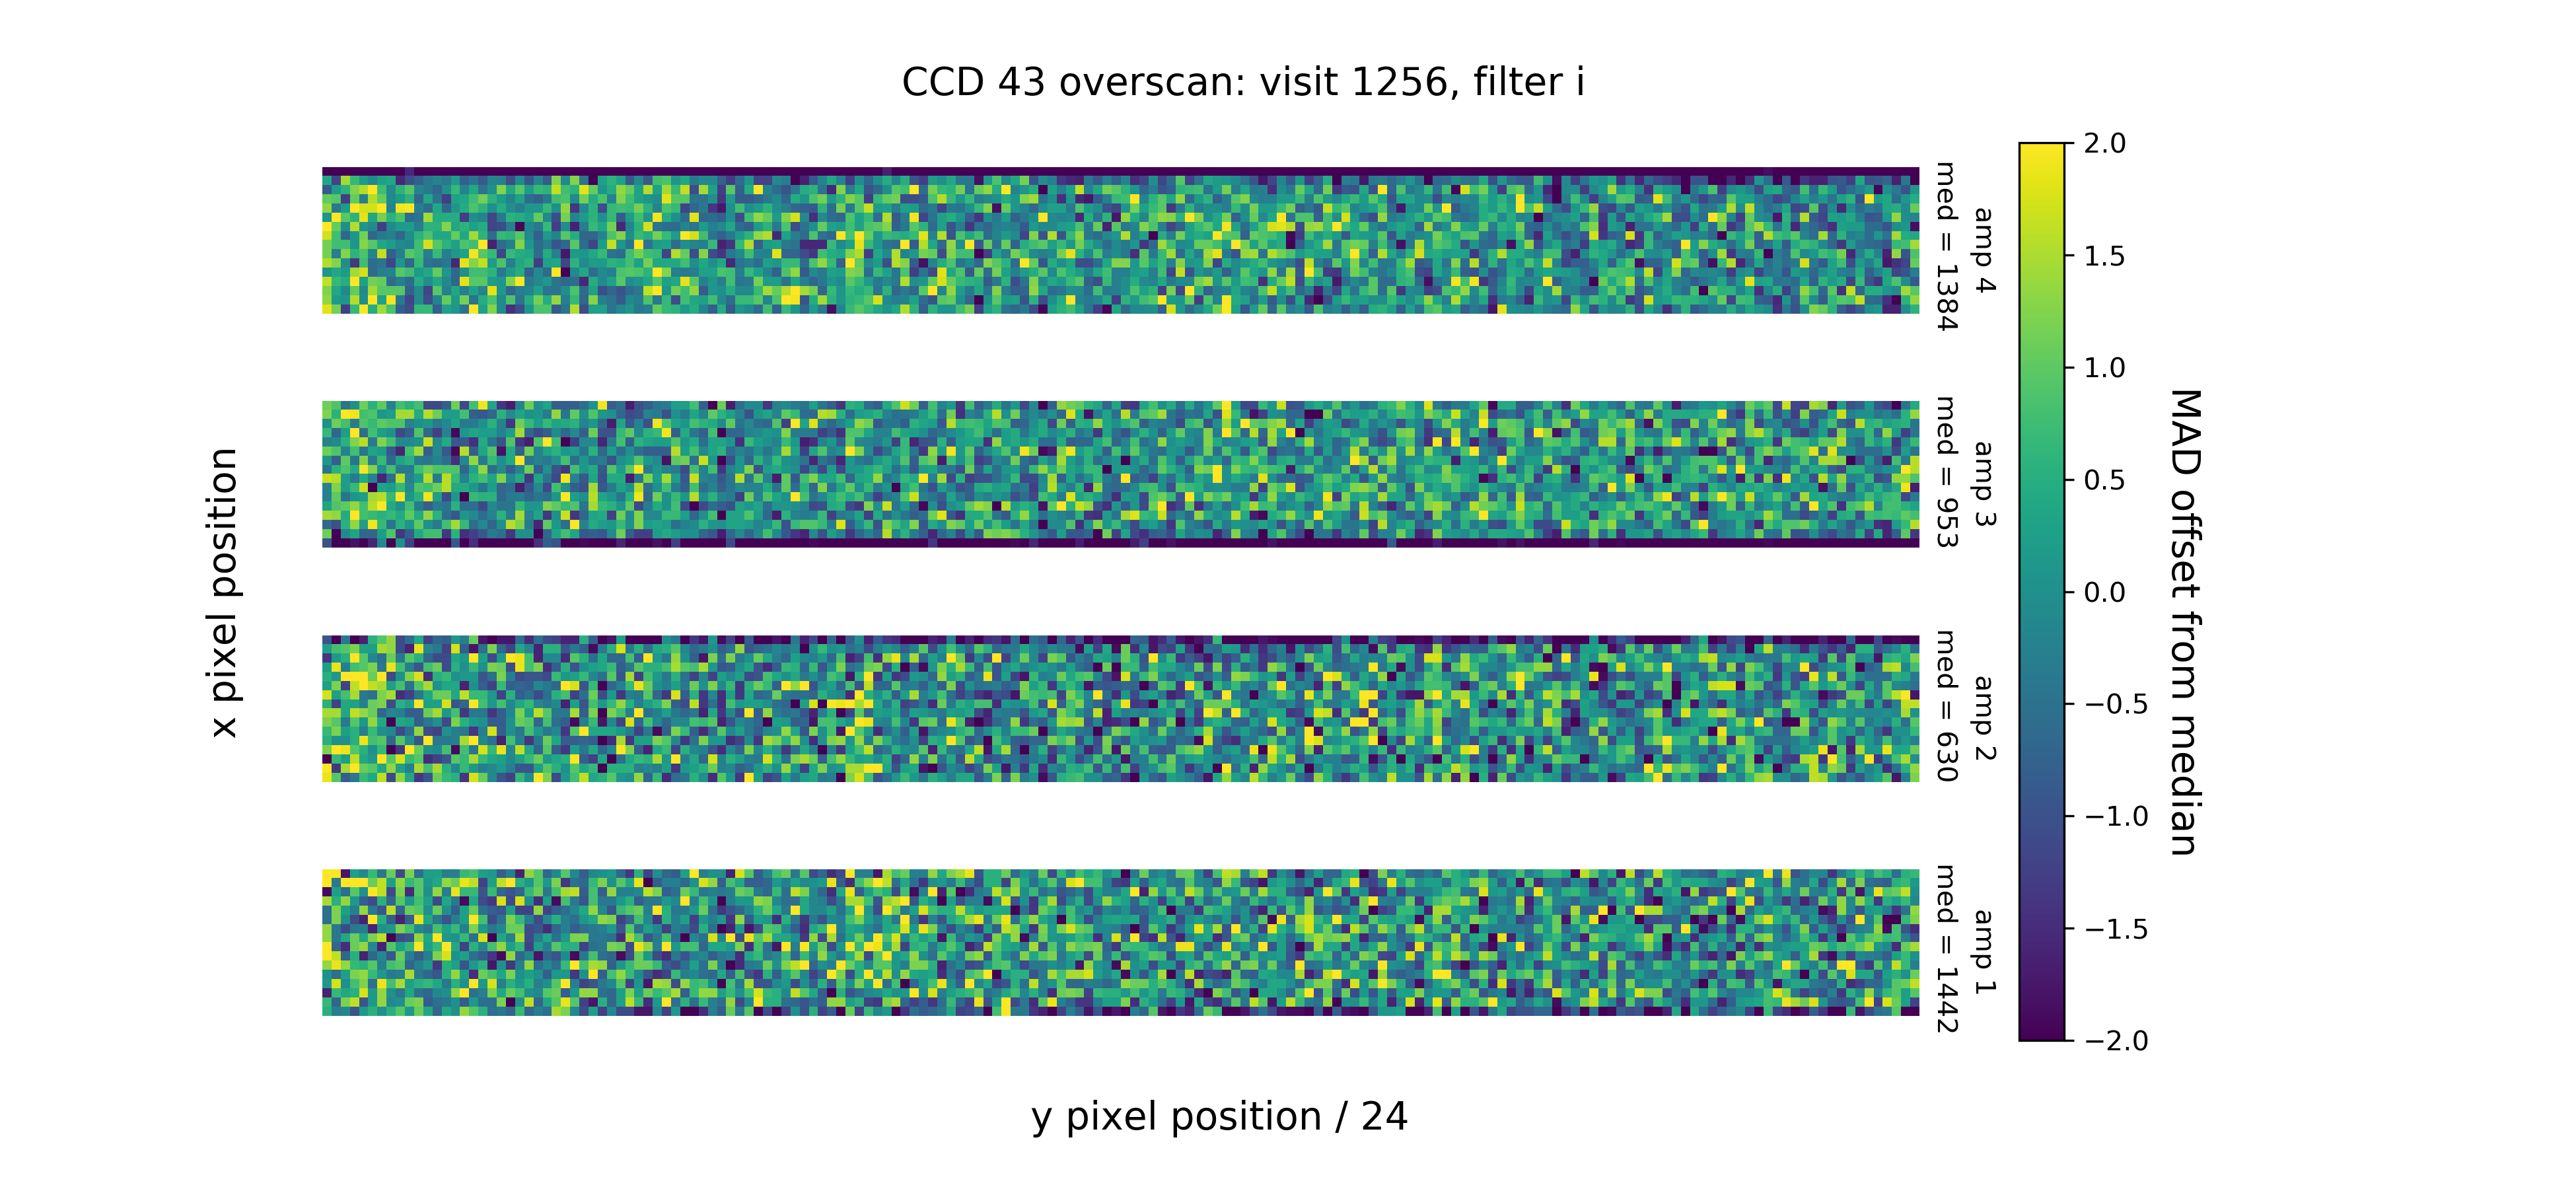 CCD 43 overscan: visit 1256, filter i
x pixel position
amp 4
med = 1384
amp 3
med = 953
amp 2
med = 630
amp 1
med = 1442
2.0
1.5
1.0
0.5
0.0
−0.5
−1.0
−1.5
−2.0
MAD offset from median
y pixel position / 24